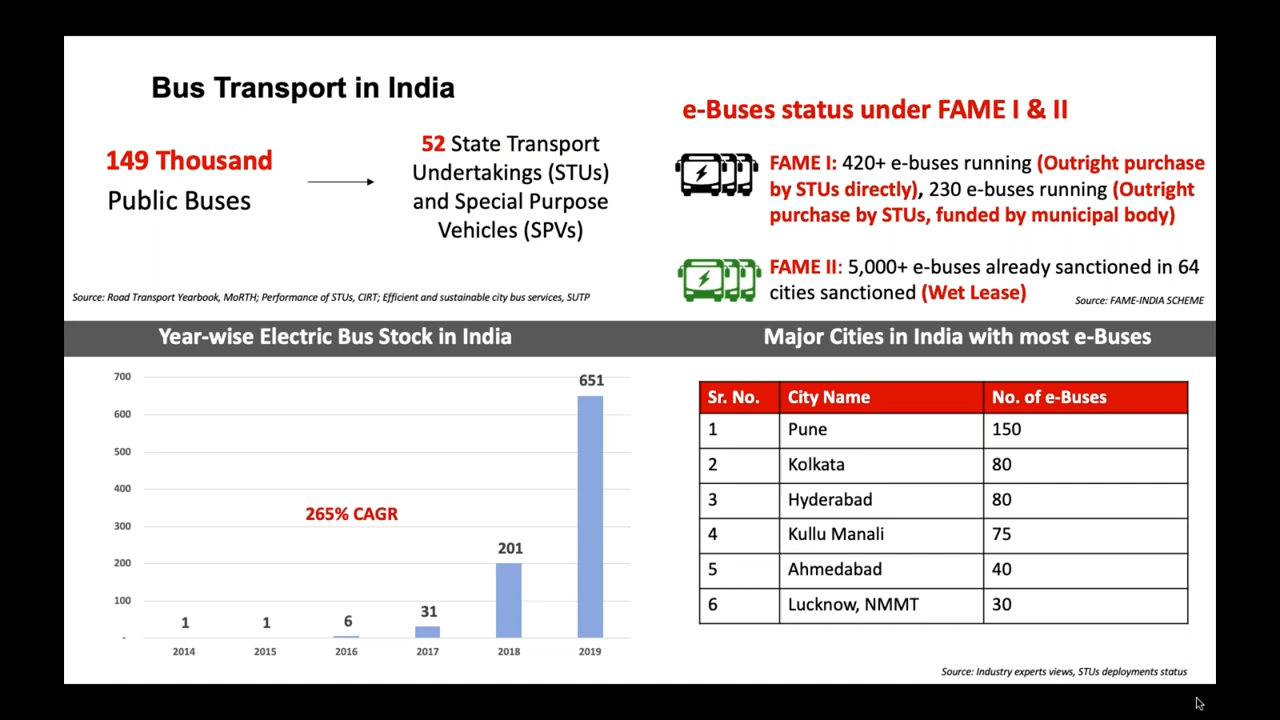 Bus Transport in India
149 Thousand
Public Buses
52 State Transport
Undertakings (STUs)
and Special Purpose
Vehicles (SPVs)
Source: Road Transport Yearbook, MoRTH; Performance of STUs, CIRT; Efficient and sustainable city bus services, SUTP
e-Buses status under FAME I & II
FAME I: 420+ e-buses running (Outright purchase
by STUs directly), 230 e-buses running (Outright
purchase by STUs, funded by municipal body)
FAME II: 5,000+ e-buses already sanctioned in 64
cities sanctioned (Wet Lease)
Source: FAME-INDIA SCHEME
Year-wise Electric Bus Stock in India
700
600
500
400
300
200
100
-
265% CAGR
1
1
6
31
201
651
2014
2015
2016
2017
2018
2019
Major Cities in India with most e-Buses
Sr. No. City Name No. of e-Buses
1 Pune 150
2 Kolkata 80
3 Hyderabad 80
4 Kullu Manali 75
5 Ahmedabad 40
6 Lucknow, NMMT 30
Source: Industry experts views, STUs deployments status